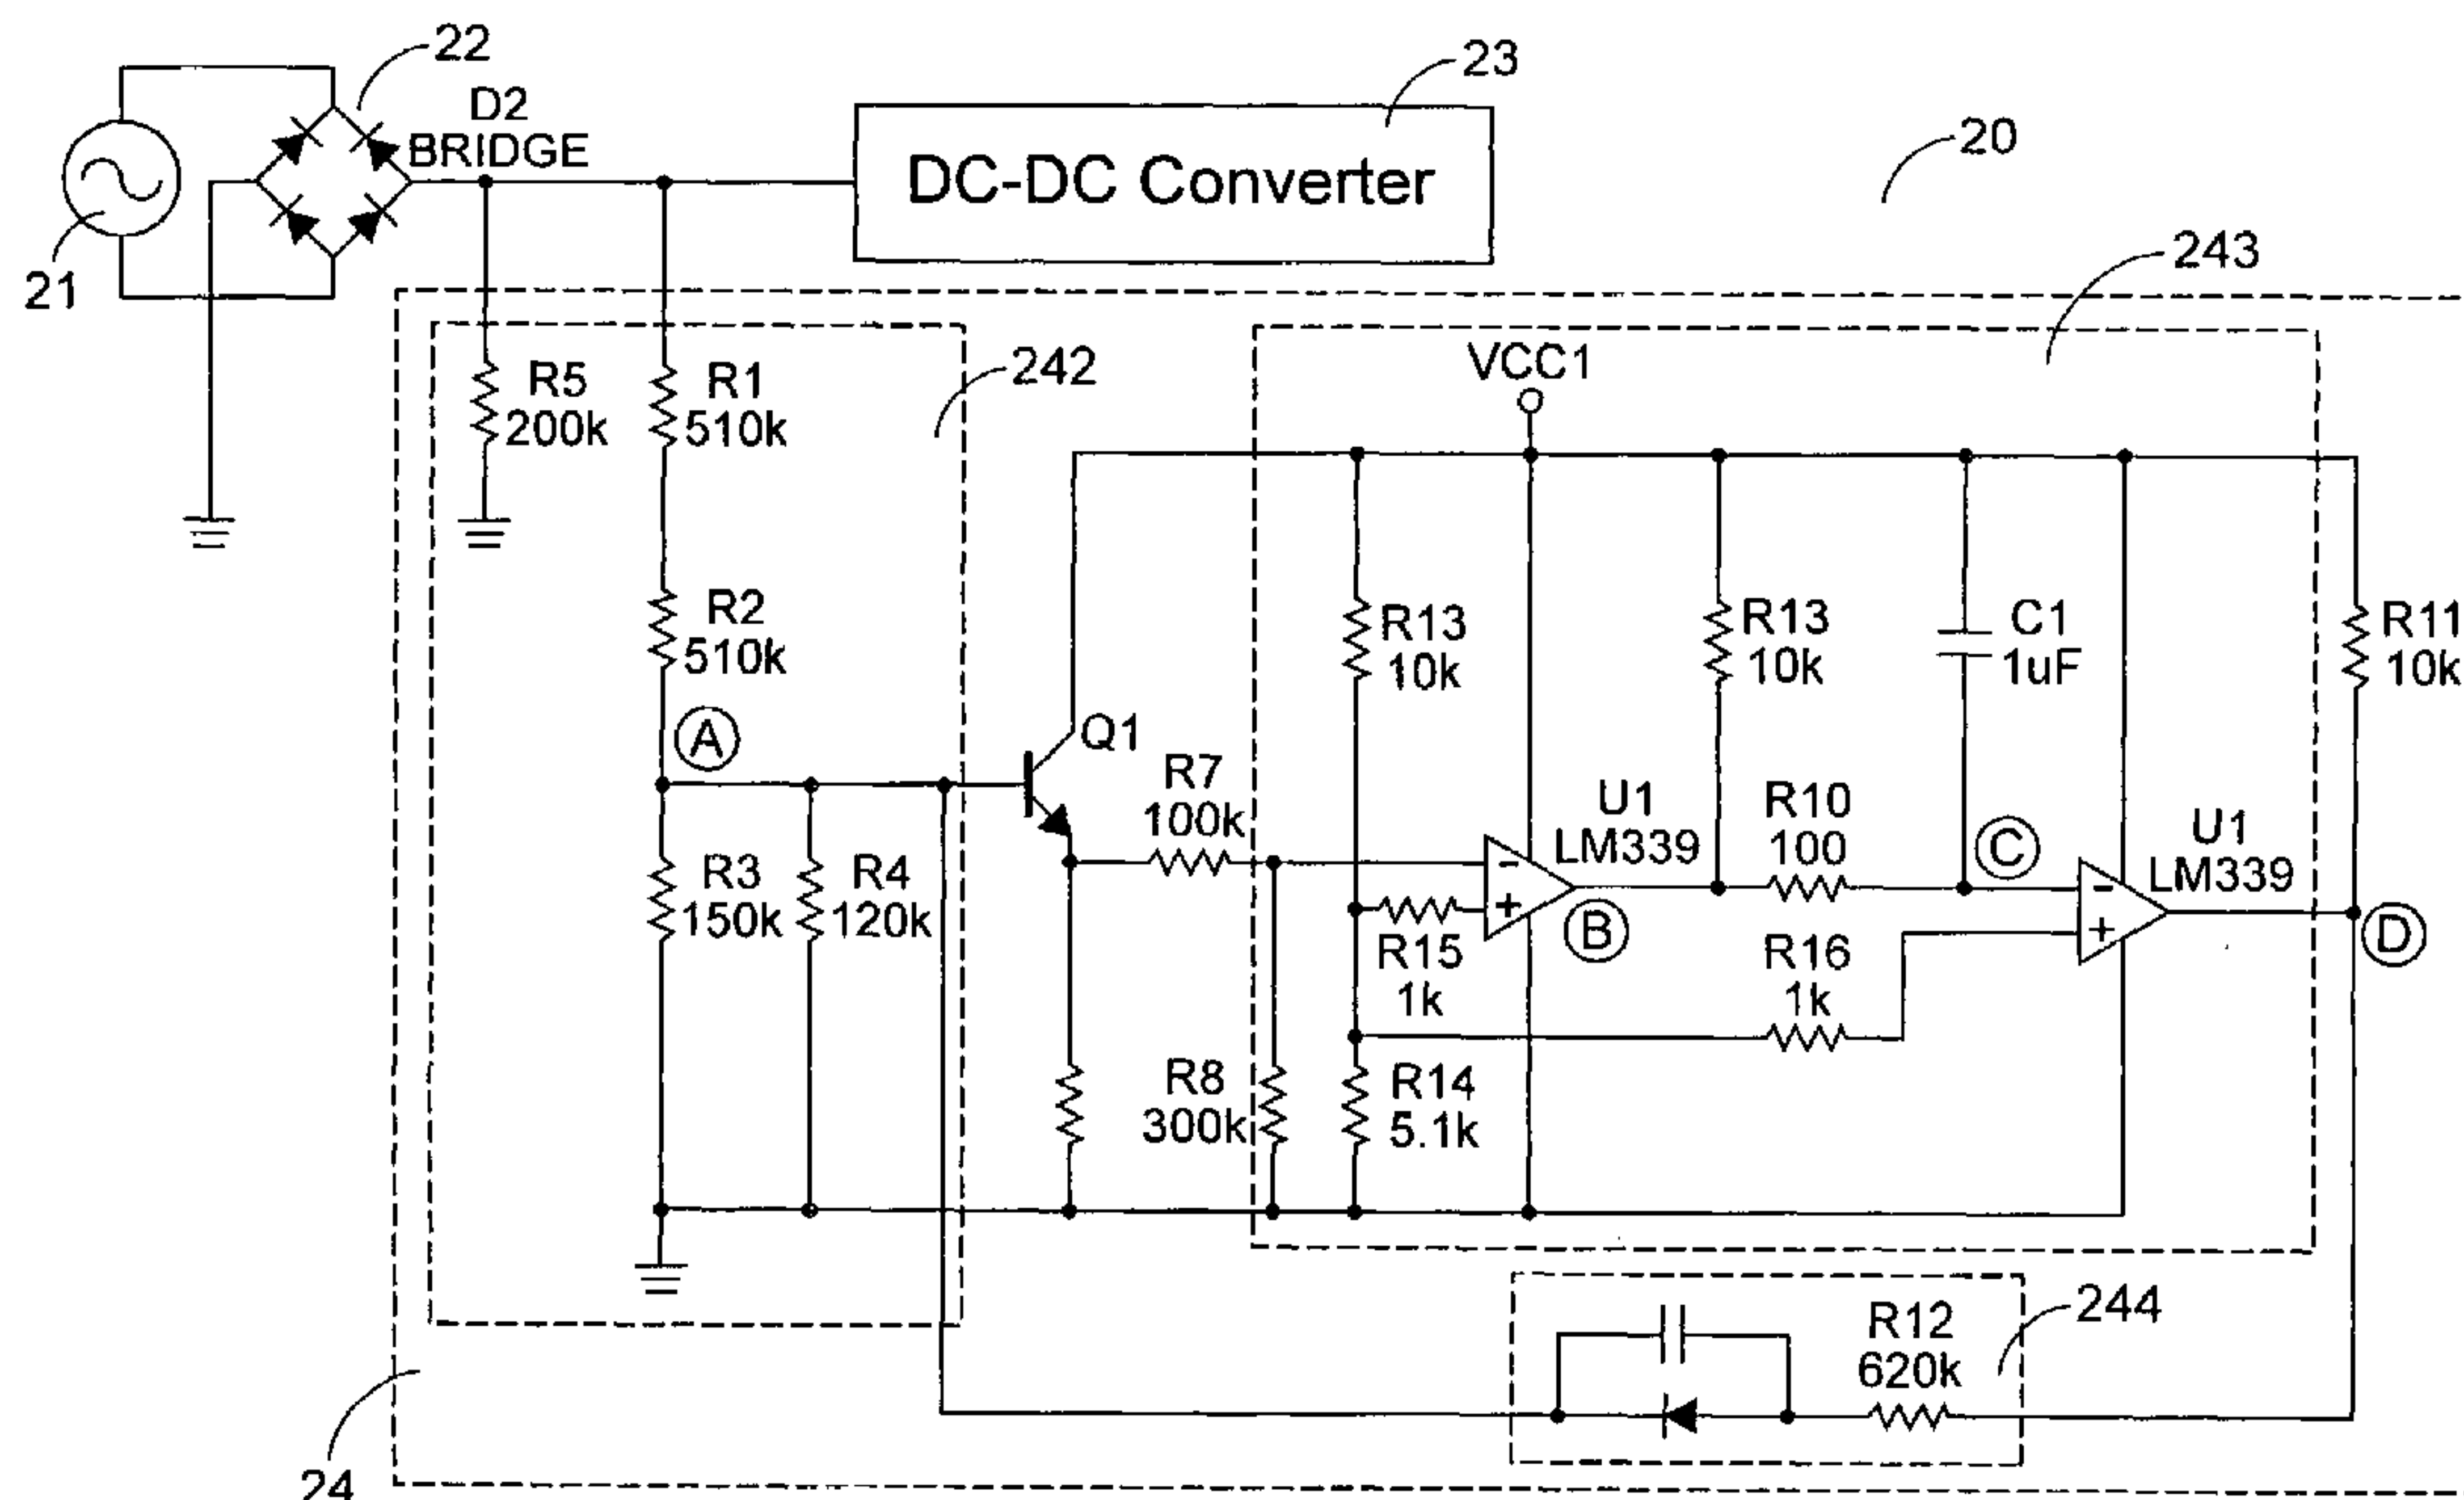 22
D2
BRIDGE
21
23
DC-DC Converter
20
243
242
R5
200k
R1
510k
R2
510k
A
R3
150k
R4
120k
Q1
R7
100k
R8
300k
VCC1
R13
10k
R13
10k
C1
1uF
R11
10k
U1
LM339
-
+
B
R15
1k
R10
100
C
R16
1k
U1
LM339
-
+
D
R14
5.1k
R12
620k
244
24